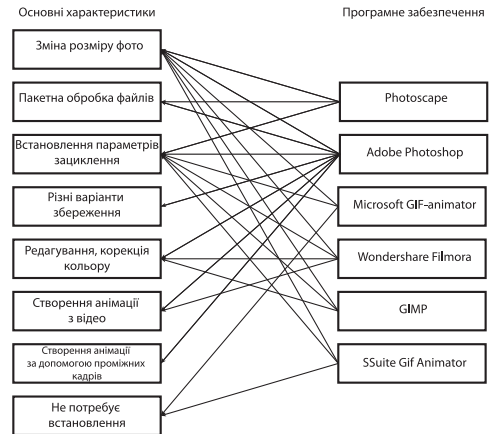 Основні характеристики
Програмне забезпечення
Зміна розміру фото
Пакетна обробка файлів
Встановлення параметрів
зациклення
Різні варіанти
збереження
Редагування, корекція
кольору
Створення анімації
з відео
Створення анімації
за допомогою проміжних
кадрів
Не потребує
встановлення
Photoscape
Adobe Photoshop
Microsoft GIF-animator
Wondershare Filmora
GIMP
SSuite Gif Animator